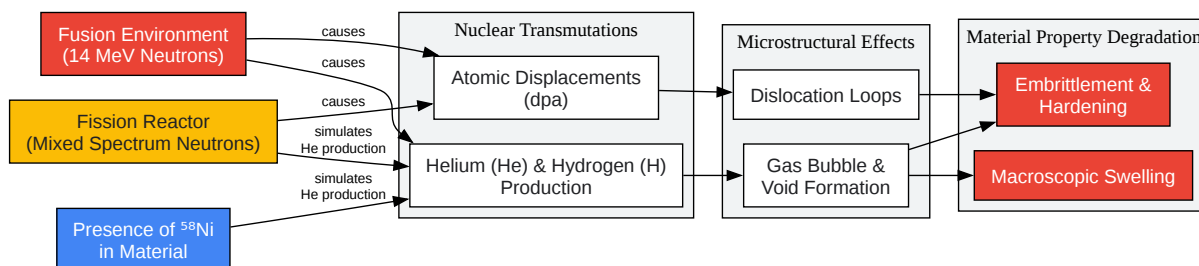 Fusion Environment
(14 MeV Neutrons)
Fission Reactor
(Mixed Spectrum Neutrons)
Presence of ⁵⁸Ni
in Material
causes
causes
causes
simulates
He production
simulates
He production
Nuclear Transmutations
Atomic Displacements
(dpa)
Helium (He) & Hydrogen (H)
Production
Microstructural Effects
Dislocation Loops
Gas Bubble &
Void Formation
Material Property Degradation
Embrittlement &
Hardening
Macroscopic Swelling